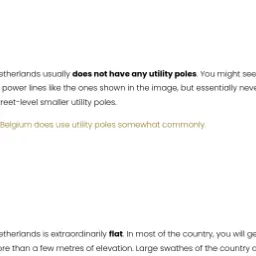 etherlands usually does not have any utility poles. You might see
power lines like the ones shown in the image, but essentially neve
reet-level smaller utility poles.
Belgium does use utility poles somewhat commonly.
etherlands is extraordinarily flat. In most of the country, you will ge
ore than a few metres of elevation. Large swathes of the country c